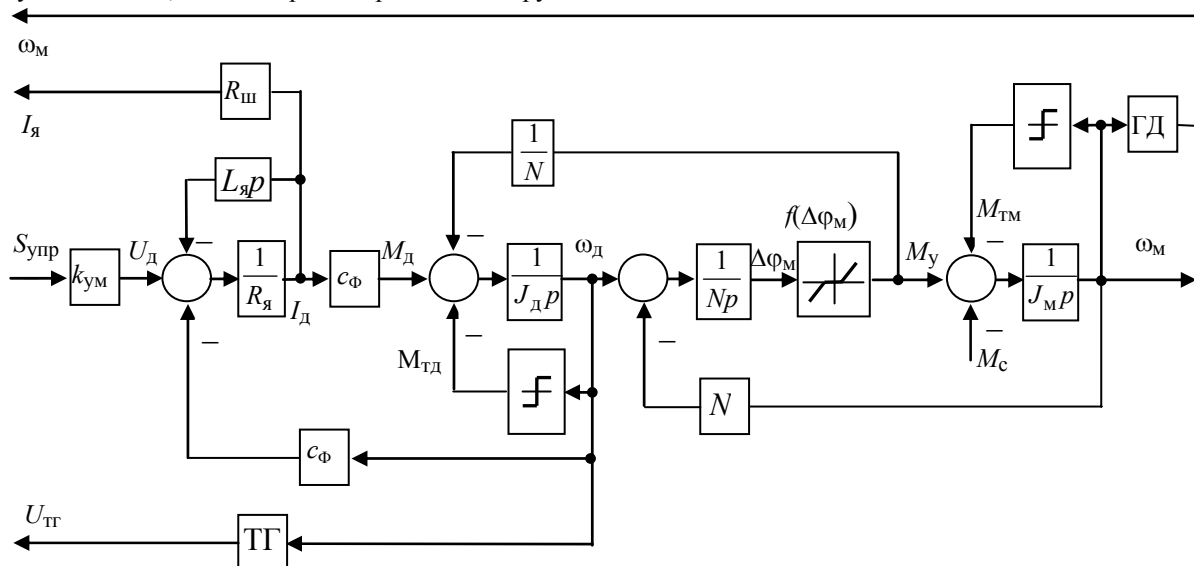 ω_м
R_ш
I_я
1/N
ГД
L_я p
M_тм
f(Δφ_м)
S_упр
k_ум
U_д
−
1/R_я
I_д
c_Ф
M_д
−
1/(J_д p)
ω_д
1/(Np)
Δφ_м
M_у
−
1/(J_м p)
ω_м
−
М_тд
−
−
−
M_с
N
c_Ф
U_тг
ТГ